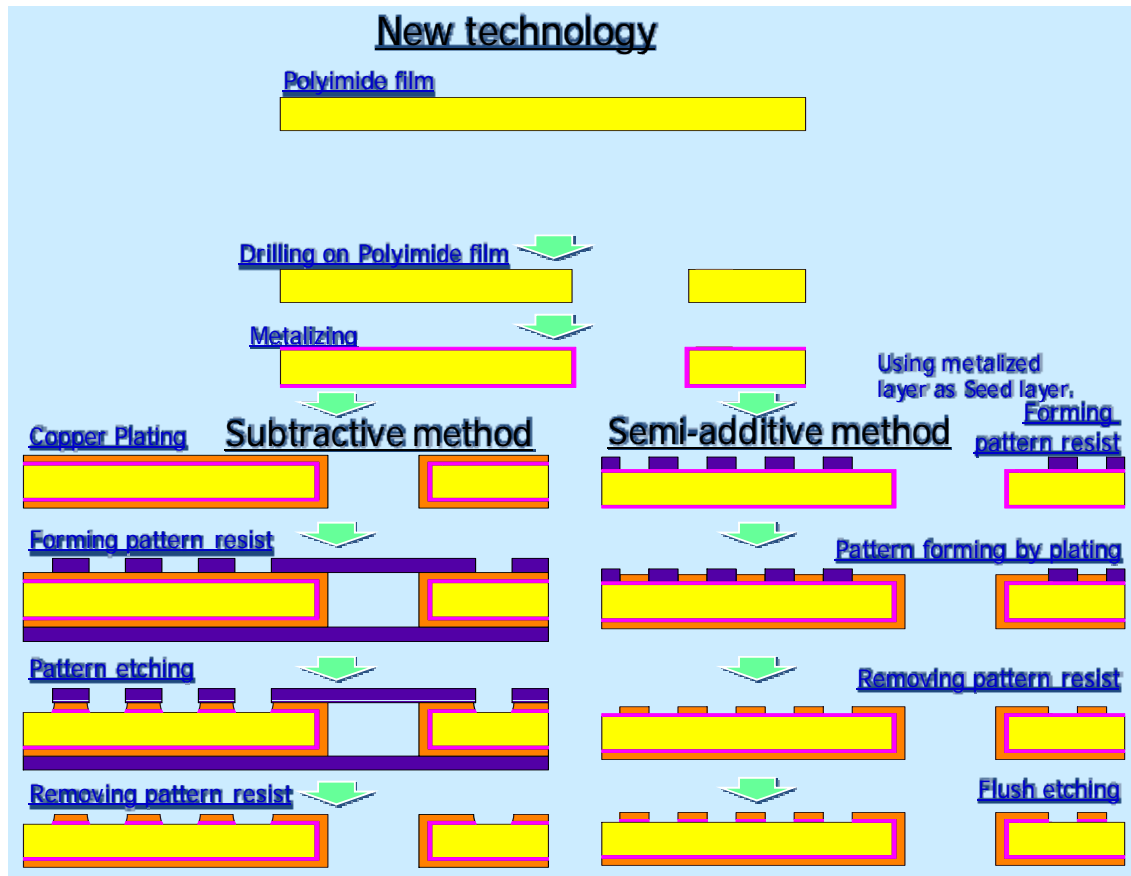 New technology
Polyimide film
Drilling on Polyimide film
Metalizing
Using metalized
layer as Seed layer.
Subtractive method
Copper Plating
Forming pattern resist
Pattern etching
Removing pattern resist
Semi-additive method
Forming
pattern resist
Pattern forming by plating
Removing pattern resist
Flush etching